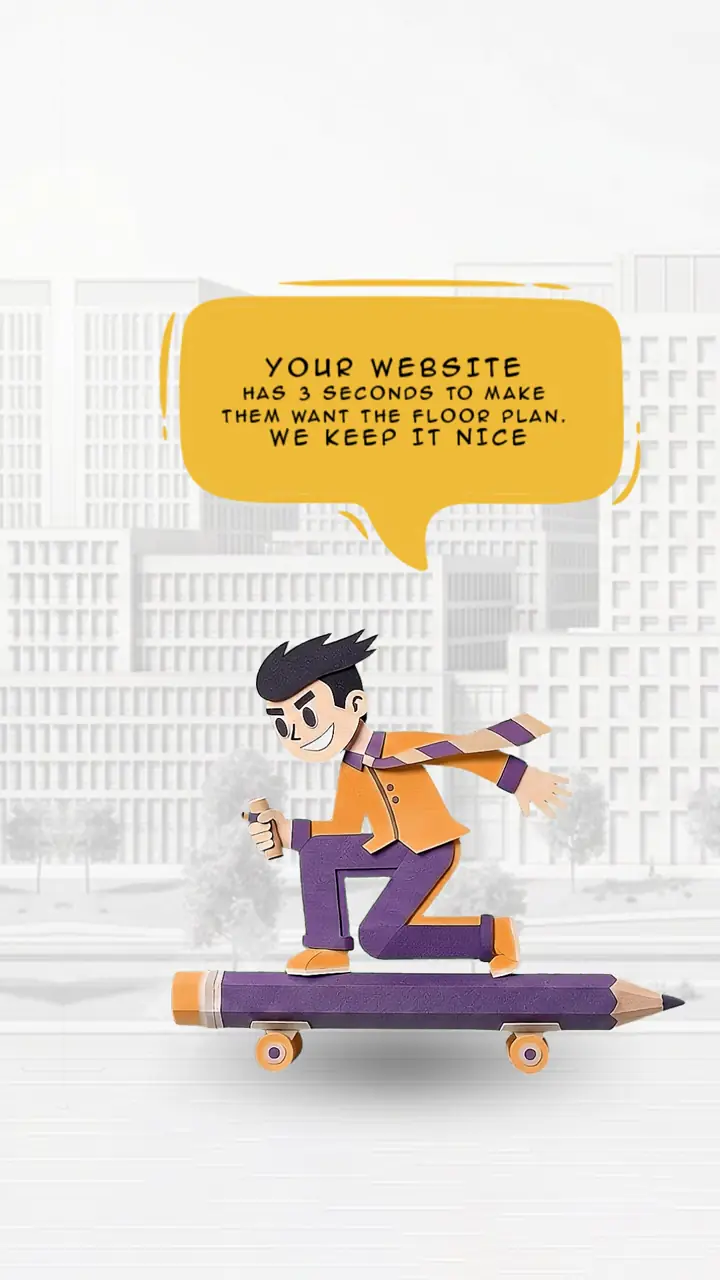 YOUR WEBSITE
HAS 3 SECONDS TO MAKE
THEM WANT THE FLOOR PLAN.
WE KEEP IT NICE